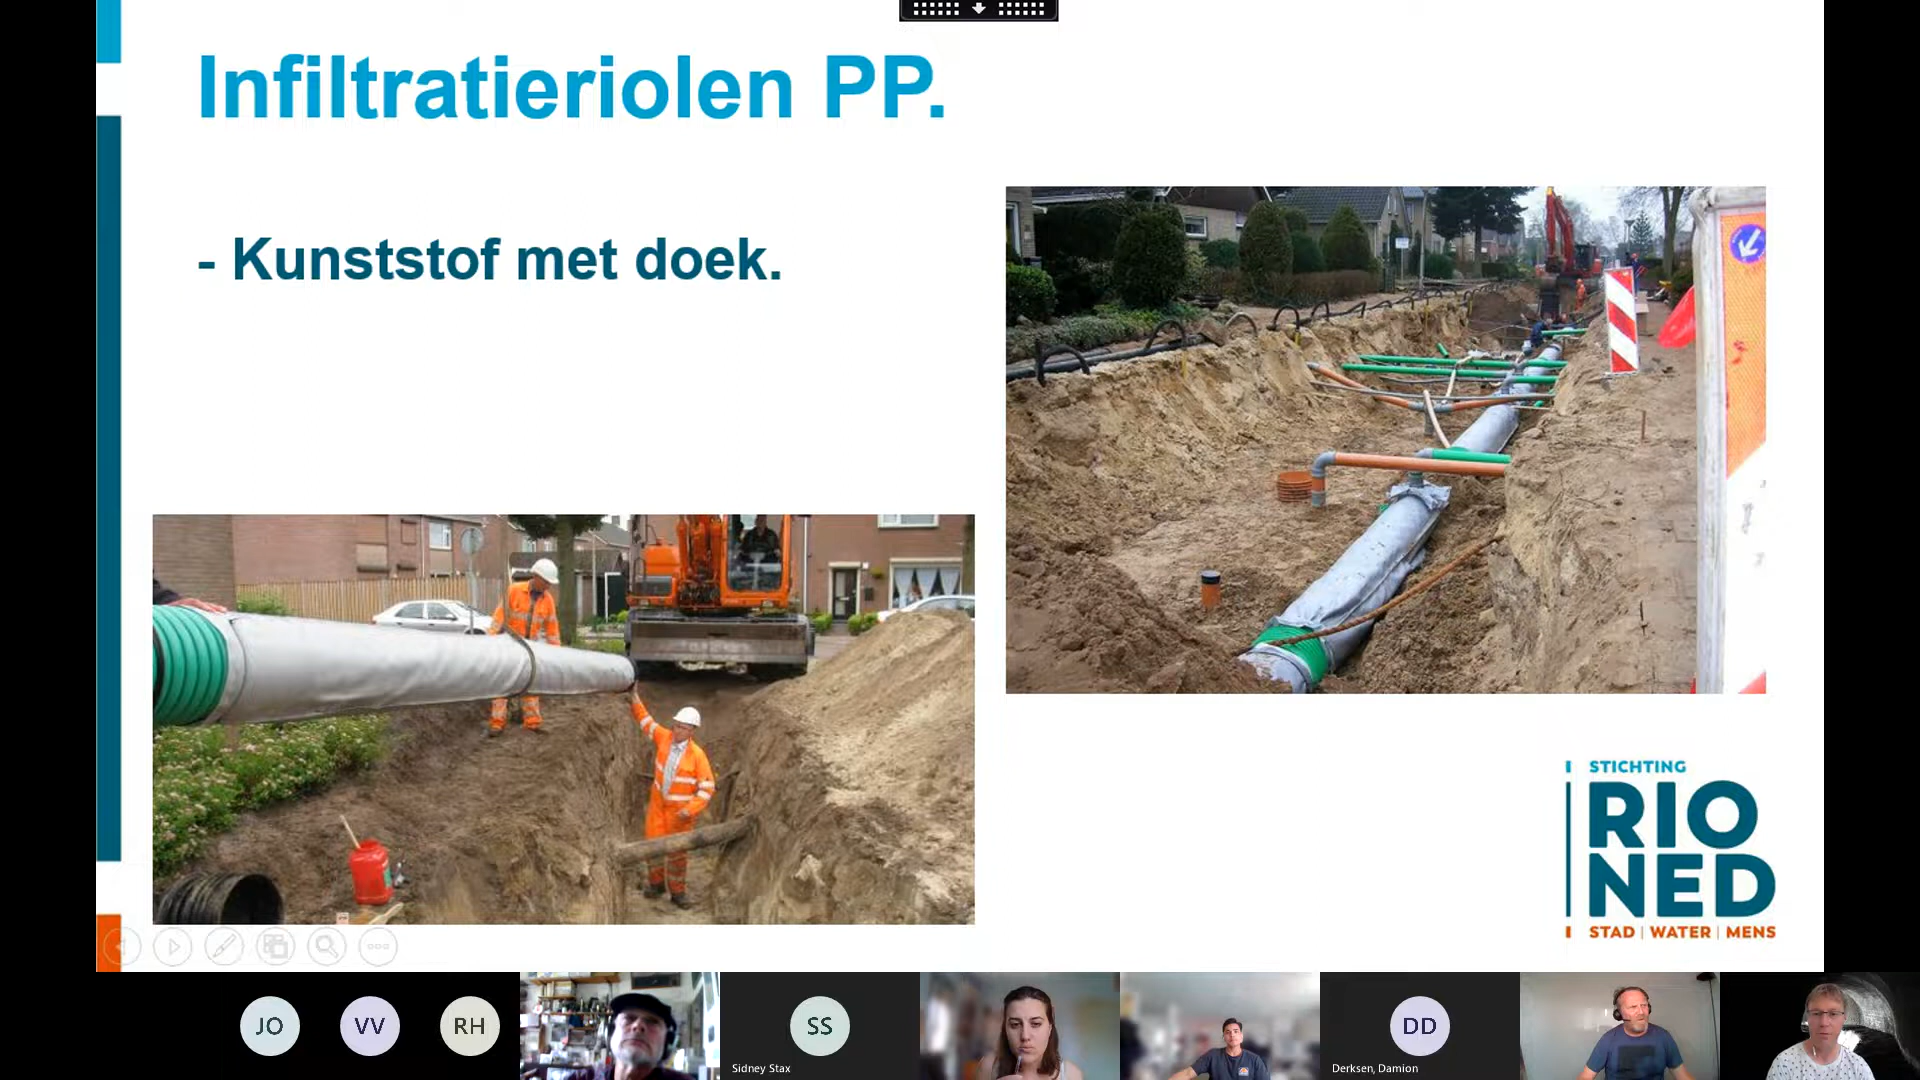 Infiltratieriolen PP.
- Kunststof met doek.
STICHTING
RIO
NED
STAD | WATER | MENS
JO
VV
RH
SS
Sidney Stax
DD
Derksen, Damion